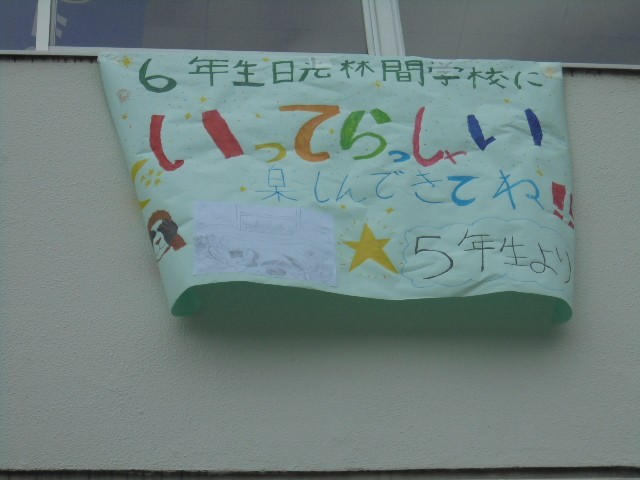 6年生日光林間学校に
いってらっしゃい
楽しんできてね!!
5年生より